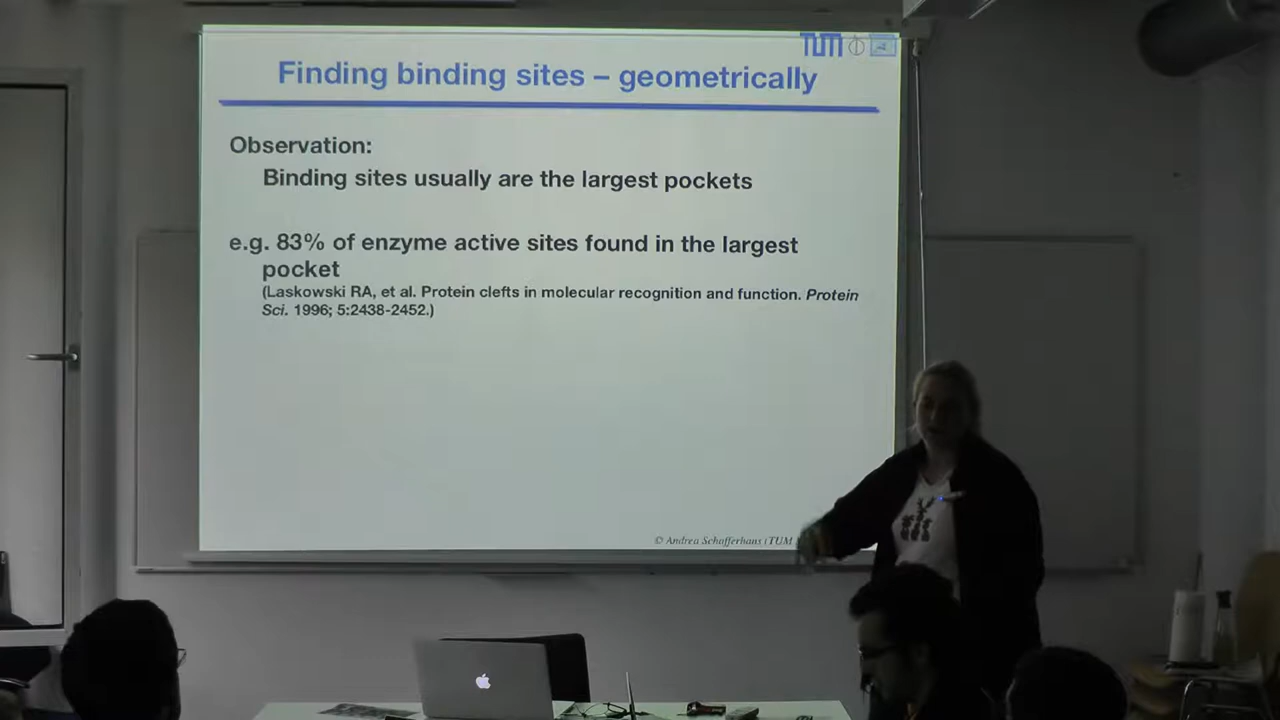 TUM
Finding binding sites – geometrically
Observation:
Binding sites usually are the largest pockets
e.g. 83% of enzyme active sites found in the largest
pocket
(Laskowski RA, et al. Protein clefts in molecular recognition and function. Protein
Sci. 1996; 5:2438-2452.)
© Andrea Schafferhans | TUM